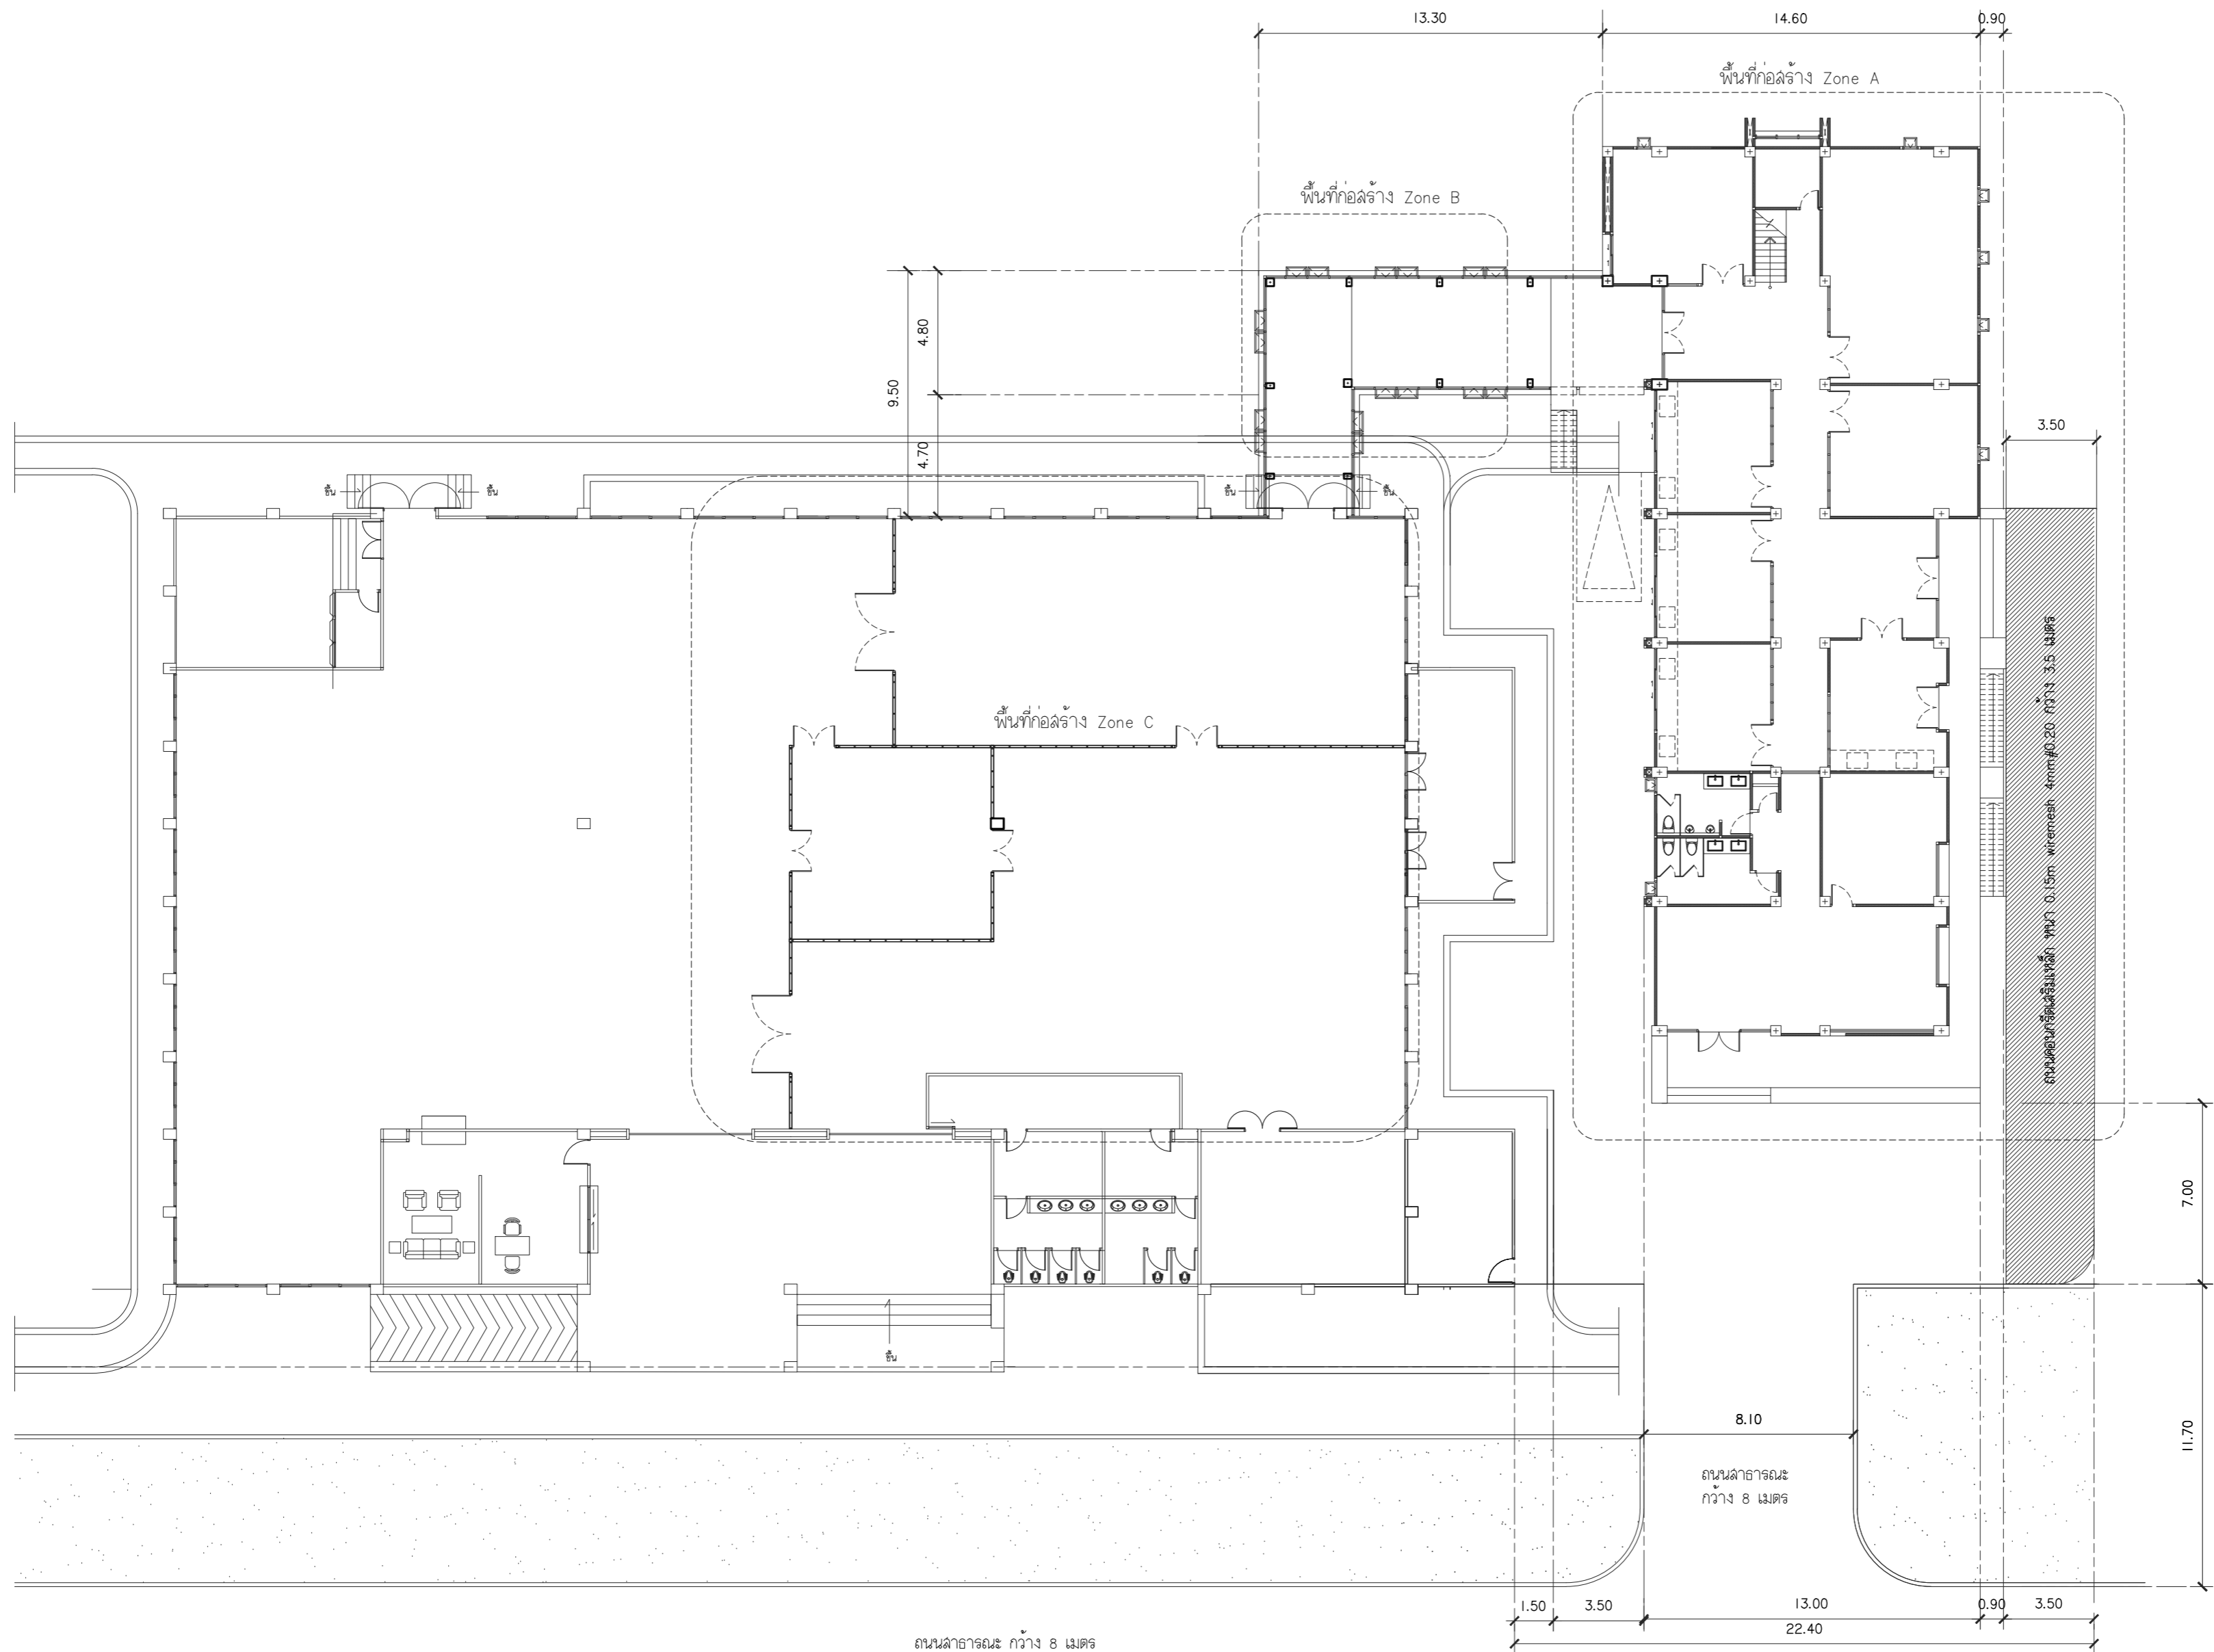 13.30
14.60
0.90
พื้นที่ก่อสร้าง Zone A
พื้นที่ก่อสร้าง Zone B
4.80
9.50
4.70
3.50
ขึ้น
ขึ้น
ขึ้น
ขึ้น
พื้นที่ก่อสร้าง Zone C
ถนนคอนกรีตเสริมเหล็ก หนา 0.15m wiremesh 4mm#0.20 กว้าง 3.5 เมตร
7.00
ขึ้น
8.10
11.70
ถนนสาธารณะ
กว้าง 8 เมตร
1.50
3.50
13.00
0.90
3.50
22.40
ถนนสาธารณะ กว้าง 8 เมตร